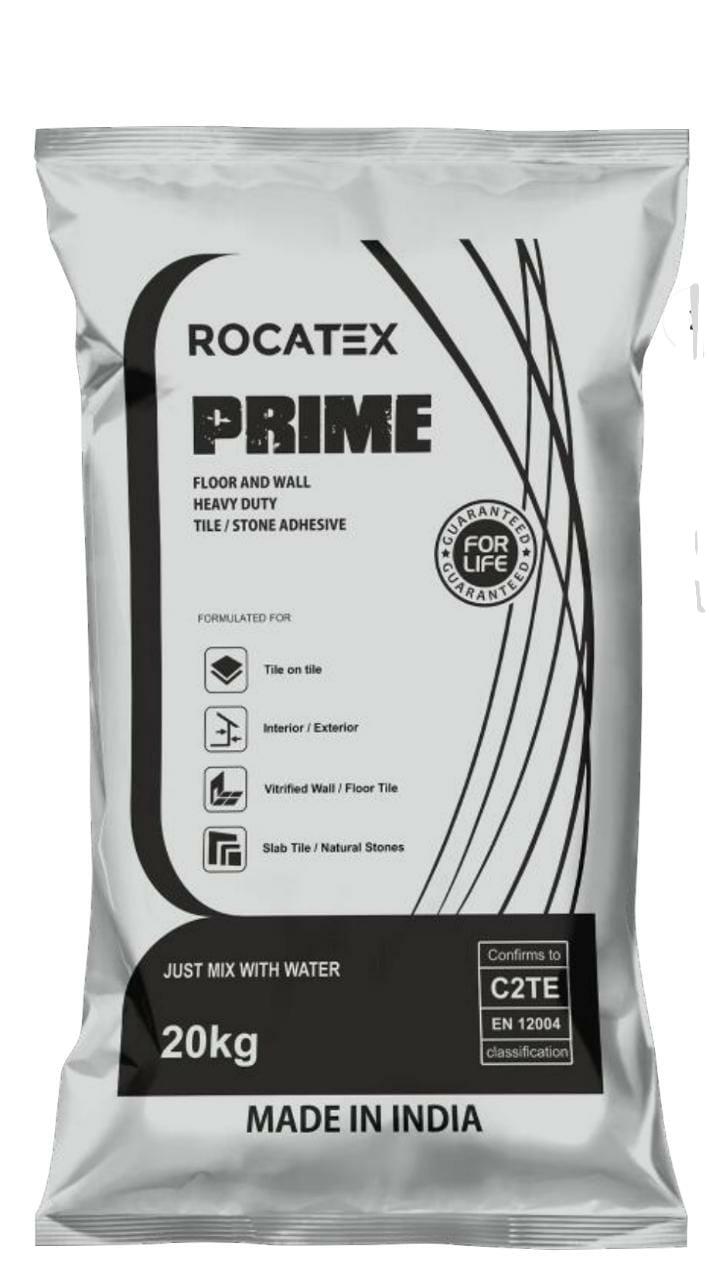 ROCATEX
PRIME
FLOOR AND WALL
HEAVY DUTY
TILE / STONE ADHESIVE
GUARANTEED
FOR
LIFE
GUARANTEED
FORMULATED FOR
Tile on tile
Interior / Exterior
Vitrified Wall / Floor Tile
Slab Tile / Natural Stones
JUST MIX WITH WATER
20kg
Confirms to
C2TE
EN 12004
classification
MADE IN INDIA